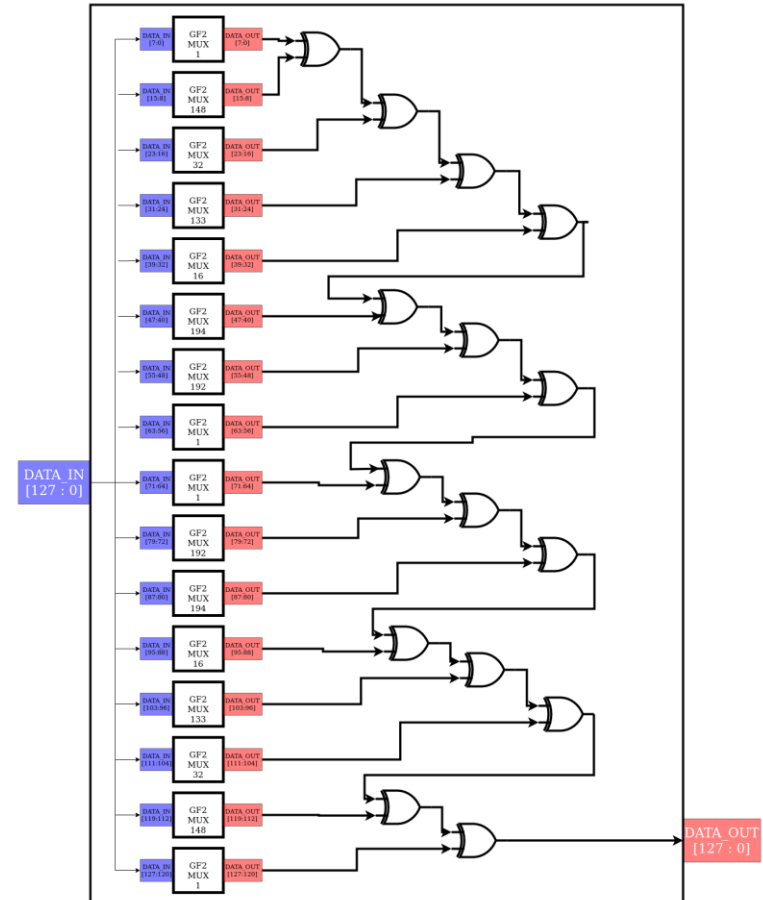 DATA_IN
[7:0]
GF2
MUX
1
DATA_OUT
[7:0]
DATA_IN
[15:8]
GF2
MUX
148
DATA_OUT
[15:8]
DATA_IN
[23:16]
GF2
MUX
32
DATA_OUT
[23:16]
DATA_IN
[31:24]
GF2
MUX
133
DATA_OUT
[31:24]
DATA_IN
[39:32]
GF2
MUX
16
DATA_OUT
[39:32]
DATA_IN
[47:40]
GF2
MUX
194
DATA_OUT
[47:40]
DATA_IN
[55:48]
GF2
MUX
192
DATA_OUT
[55:48]
DATA_IN
[63:56]
GF2
MUX
1
DATA_OUT
[63:56]
DATA_IN
[127 : 0]
DATA_IN
[71:64]
GF2
MUX
1
DATA_OUT
[71:64]
DATA_IN
[79:72]
GF2
MUX
192
DATA_OUT
[79:72]
DATA_IN
[87:80]
GF2
MUX
194
DATA_OUT
[87:80]
DATA_IN
[95:88]
GF2
MUX
16
DATA_OUT
[95:88]
DATA_IN
[103:96]
GF2
MUX
133
DATA_OUT
[103:96]
DATA_IN
[111:104]
GF2
MUX
32
DATA_OUT
[111:104]
DATA_IN
[119:112]
GF2
MUX
148
DATA_OUT
[119:112]
DATA_OUT
[127 : 0]
DATA_IN
[127:120]
GF2
MUX
1
DATA_OUT
[127:120]